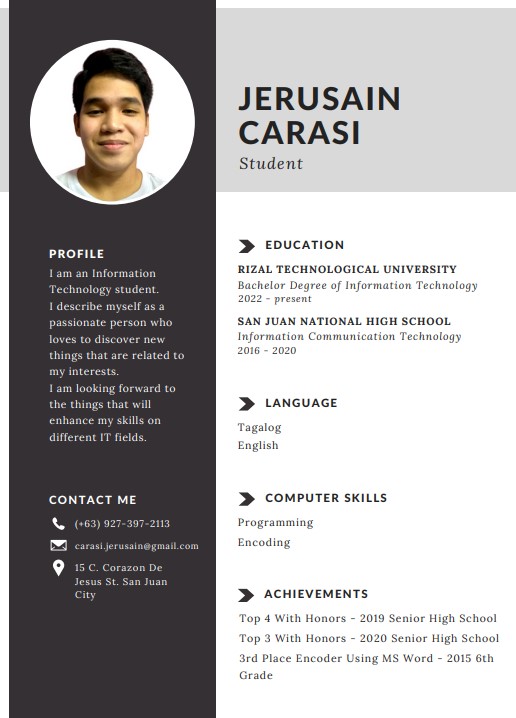 JERUSAIN
CARASI
Student
PROFILE
I am an Information
Technology student.
I describe myself as a
passionate person who
loves to discover new
things that are related to
my interests.
I am looking forward to
the things that will
enhance my skills on
different IT fields.
CONTACT ME
(+63) 927-397-2113
carasi.jerusain@gmail.com
15 C. Corazon De
Jesus St. San Juan
City
EDUCATION
RIZAL TECHNOLOGICAL UNIVERSITY
Bachelor Degree of Information Technology
2022 - present
SAN JUAN NATIONAL HIGH SCHOOL
Information Communication Technology
2016 - 2020
LANGUAGE
Tagalog
English
COMPUTER SKILLS
Programming
Encoding
ACHIEVEMENTS
Top 4 With Honors - 2019 Senior High School
Top 3 With Honors - 2020 Senior High School
3rd Place Encoder Using MS Word - 2015 6th
Grade